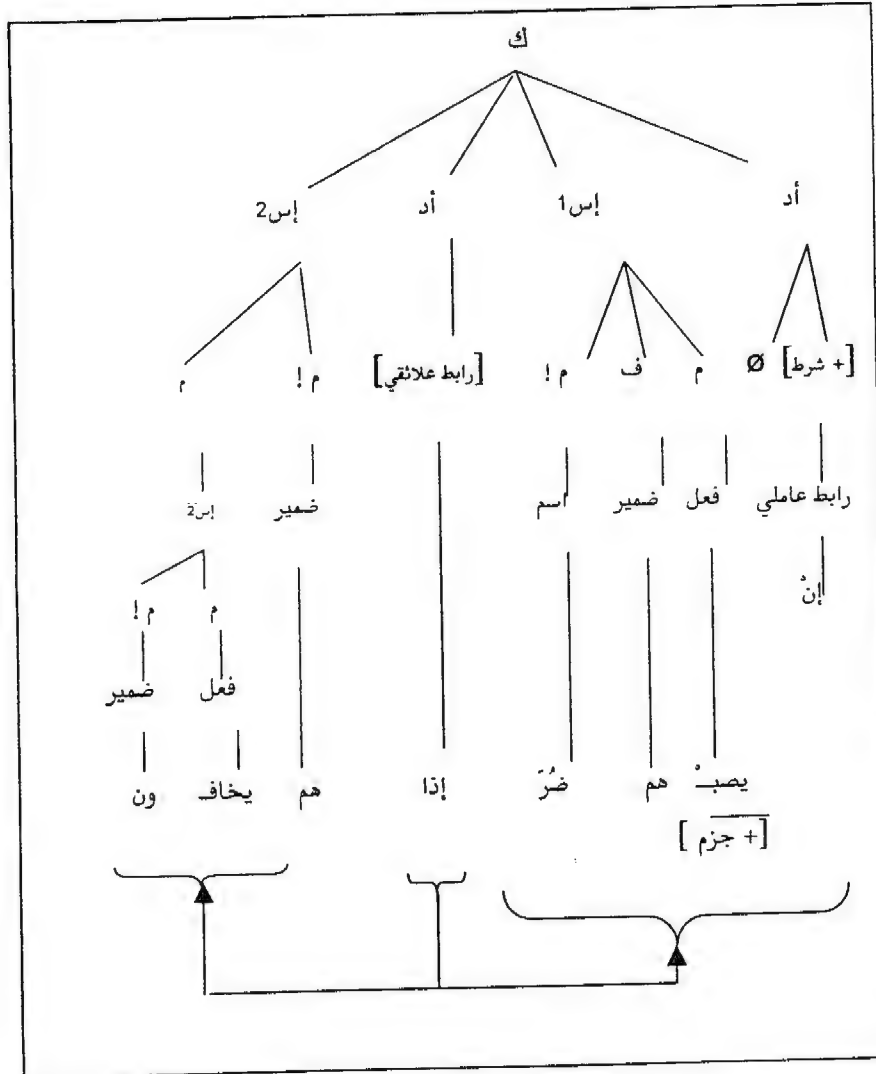 ك
أد إس1 أد إس2
[+ شرط] Ø م ف م ! [رابط علائقي] م ! م
رابط عاملي فعل ضمير اسم ضمير إس2
إنْ
م م !
فعل ضمير
يصبـْ هم ضُرَّ إذا هم يخافـ ون
[+ جزم]